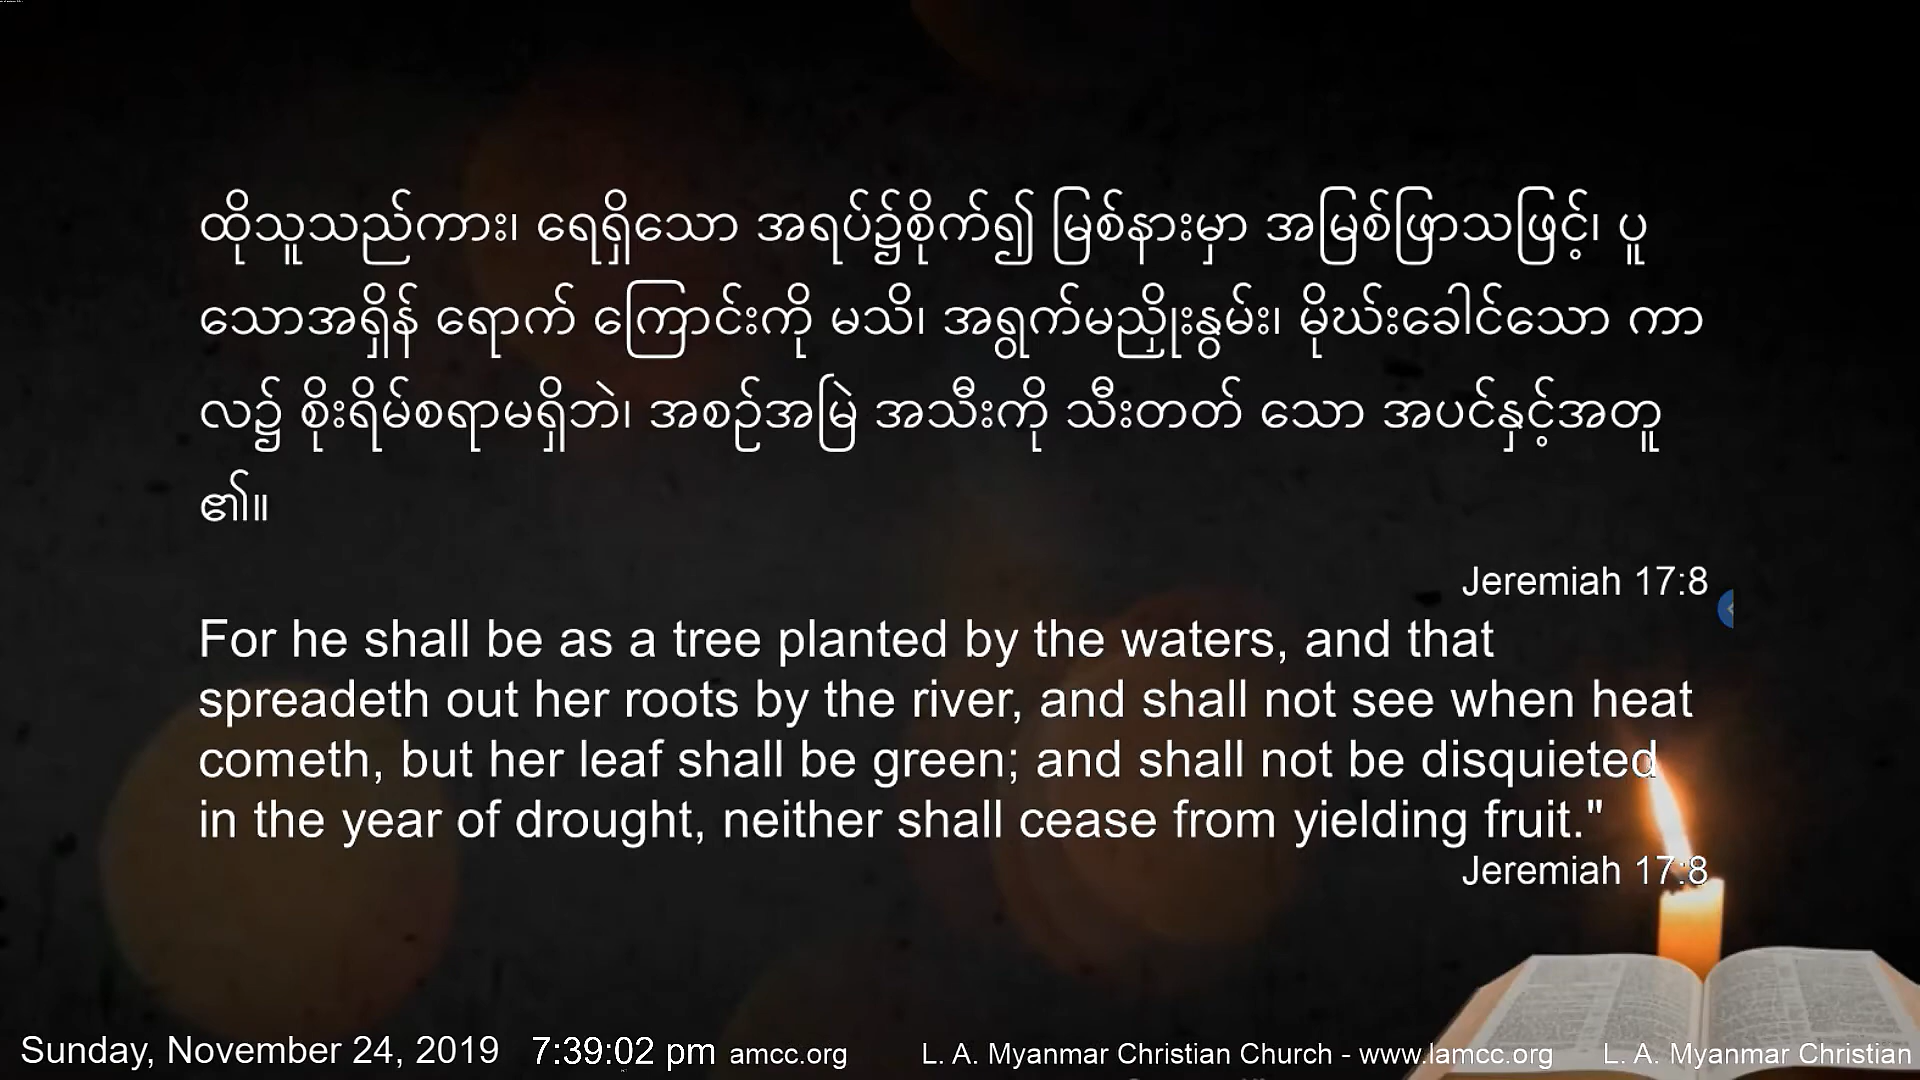 ထိုသူသည်ကား၊ ရေရှိသော အရပ်၌စိုက်၍ မြစ်နားမှာ အမြစ်ဖြာသဖြင့်၊ ပူ
သောအရှိန် ရောက် ကြောင်းကို မသိ၊ အရွက်မညှိုးနွမ်း၊ မိုဃ်းခေါင်သော ကာ
လ၌ စိုးရိမ်စရာမရှိဘဲ၊ အစဉ်အမြဲ အသီးကို သီးတတ် သော အပင်နှင့်အတူ
၏။
Jeremiah 17:8
For he shall be as a tree planted by the waters, and that
spreadeth out her roots by the river, and shall not see when heat
cometh, but her leaf shall be green; and shall not be disquieted
in the year of drought, neither shall cease from yielding fruit."
Jeremiah 17:8
Sunday, November 24, 2019 7:39:02 pm amcc.org L. A. Myanmar Christian Church - www.lamcc.org L. A. Myanmar Christian